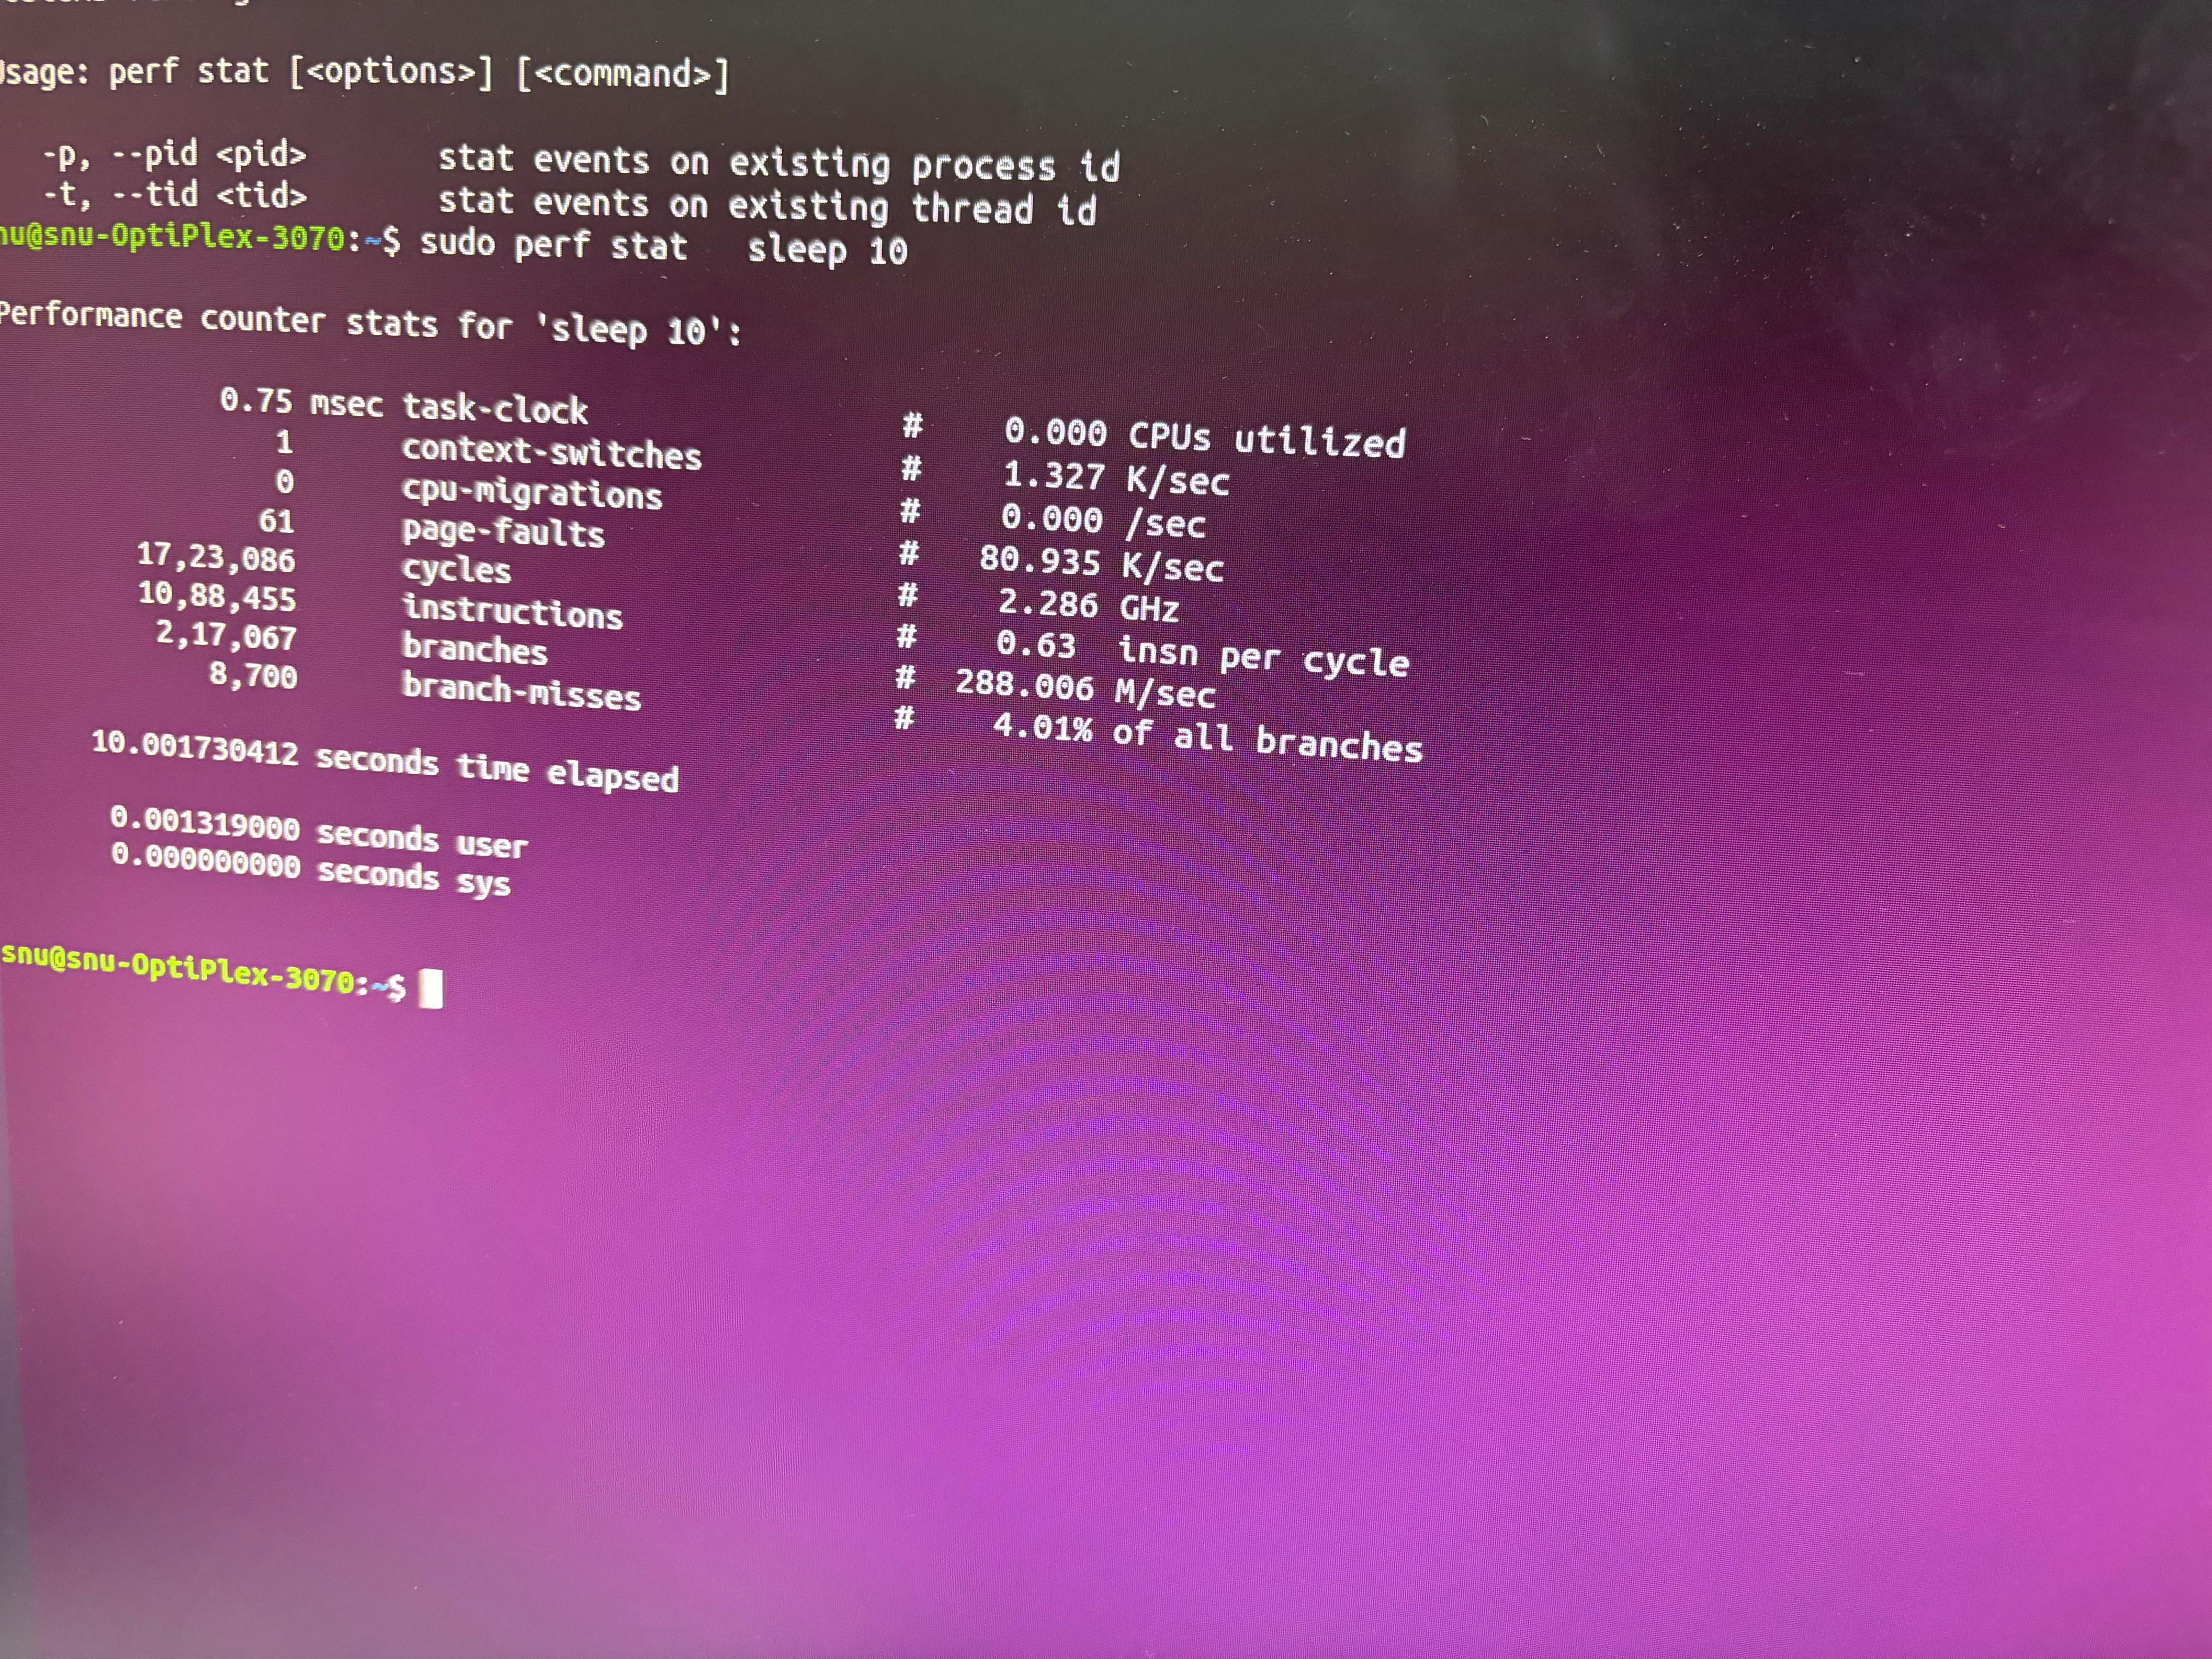 Usage: perf stat [<options>] [<command>]
-p, --pid <pid> stat events on existing process id
-t, --tid <tid> stat events on existing thread id
nu@snu-OptiPlex-3070:~$ sudo perf stat sleep 10
Performance counter stats for 'sleep 10':
0.75 msec task-clock # 0.000 CPUs utilized
1 context-switches # 1.327 K/sec
0 cpu-migrations # 0.000 /sec
61 page-faults # 80.935 K/sec
17,23,086 cycles # 2.286 GHz
10,88,455 instructions # 0.63 insn per cycle
2,17,067 branches # 288.006 M/sec
8,700 branch-misses # 4.01% of all branches
10.001730412 seconds time elapsed
0.001319000 seconds user
0.000000000 seconds sys
snu@snu-OptiPlex-3070:~$